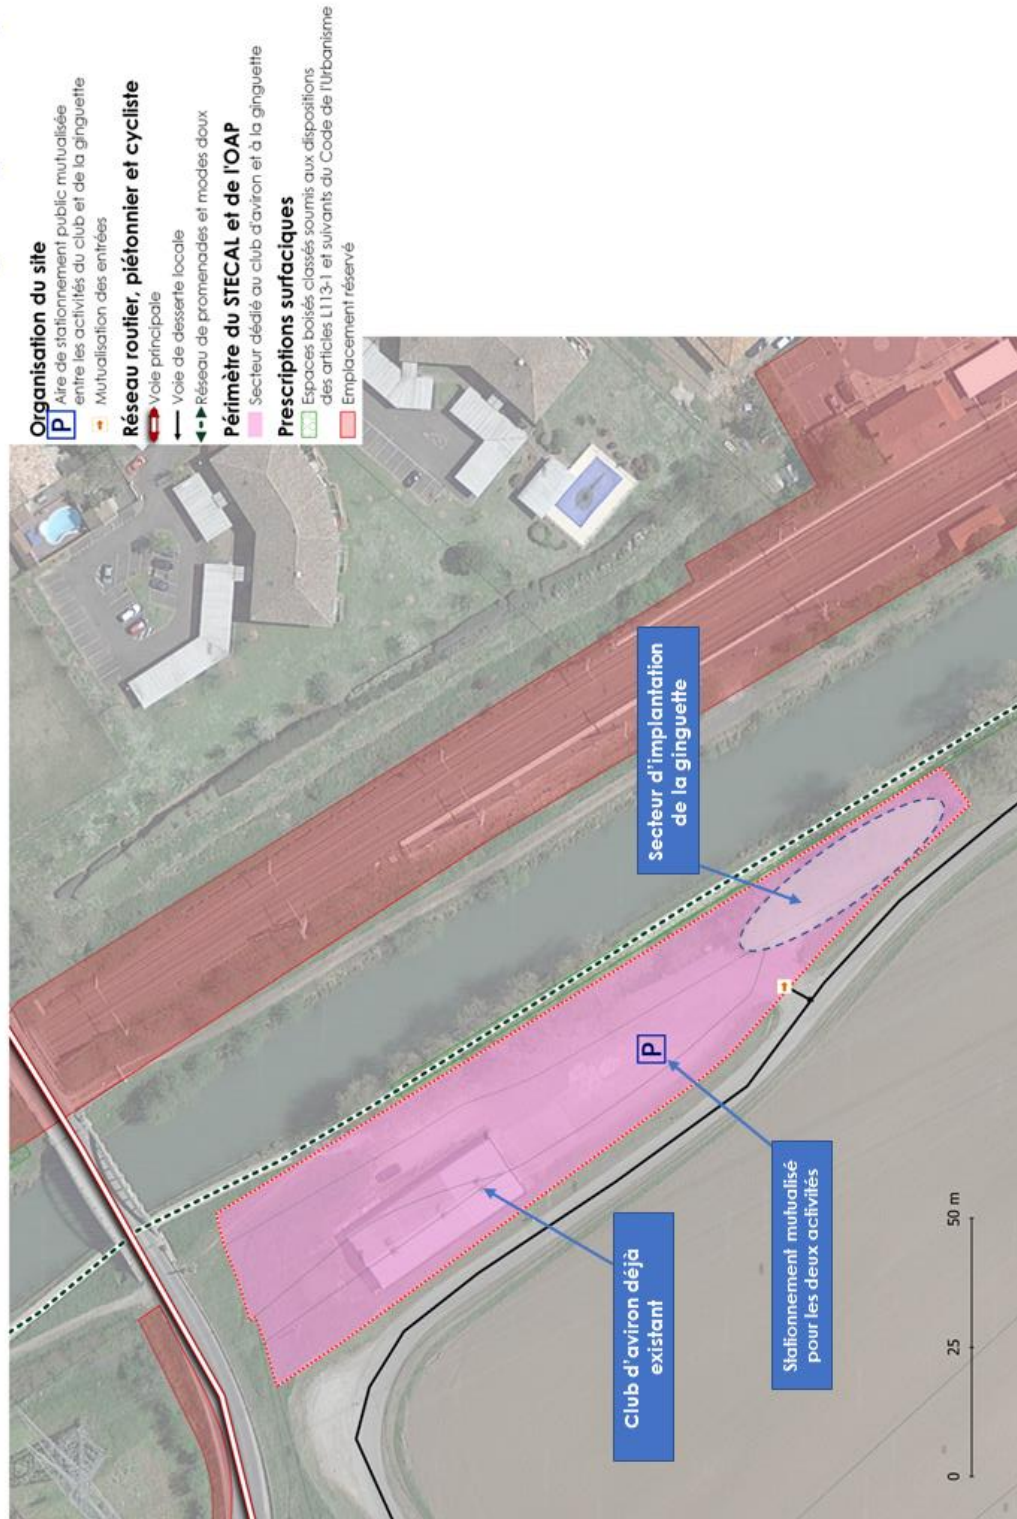 Organisation du site
P Aire de stationnement public mutualisée
entre les activités du club et de la ginguette
Mutualisation des entrées
Réseau routier, piétonnier et cycliste
Voie principale
Voie de desserte locale
Réseau de promenades et modes doux
Périmètre du STECAL et de l'OAP
Secteur dédié au club d'aviron et à la ginguette
Prescriptions surfaciques
Espaces boisés classés soumis aux dispositions
des articles L113-1 et suivants du Code de l'Urbanisme
Emplacement réservé
Secteur d'implantation
de la ginguette
P
Club d'aviron déjà
existant
Stationnement mutualisé
pour les deux activités
0 25 50 m